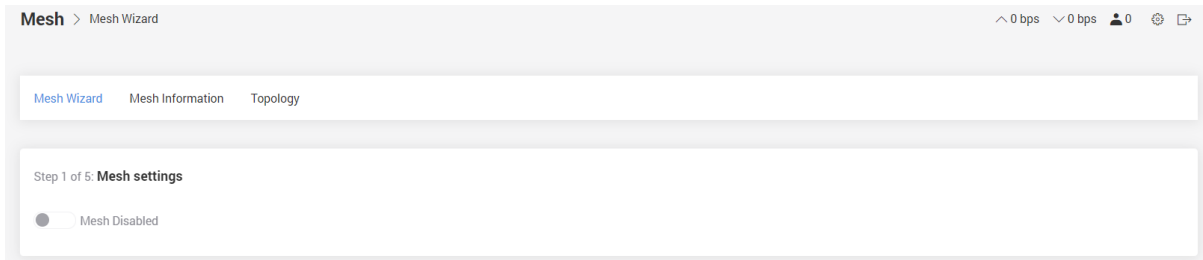 Mesh > Mesh Wizard
0 bps 0 bps 0
Mesh Wizard Mesh Information Topology
Step 1 of 5: Mesh settings
Mesh Disabled